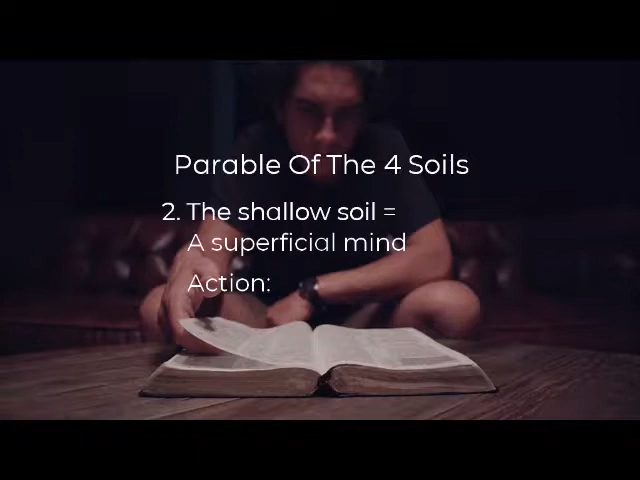 Parable Of The 4 Soils
2. The shallow soil =
A superficial mind
Action: